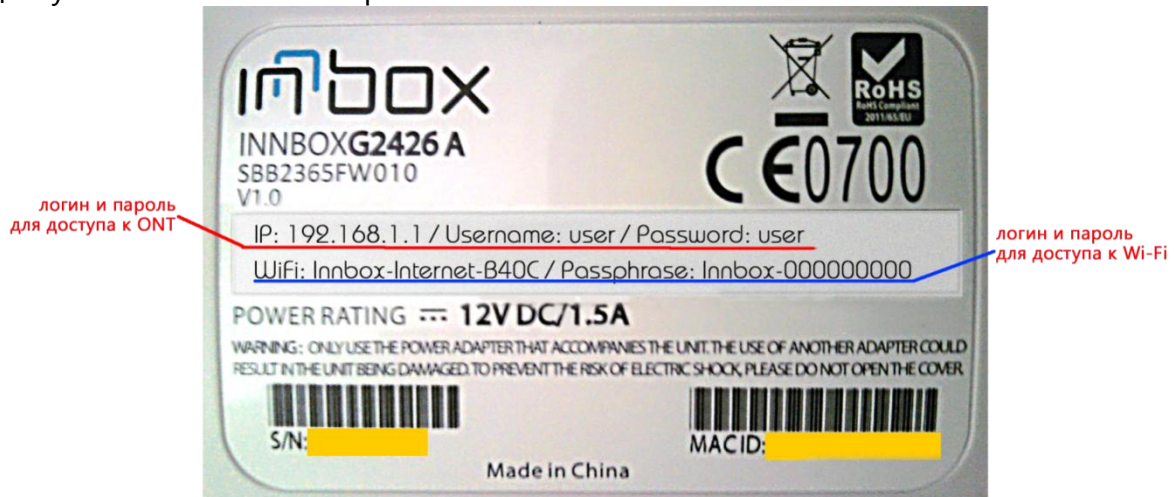 innbox
RoHS
RoHS Compliant
2011/65/EU
INNBOXG2426 A
SBB2365FW010
V1.0
CE0700
логин и пароль
для доступа к ONT
IP: 192.168.1.1 / Username: user / Password: user
WiFi: Innbox-Internet-B40C / Passphrase: Innbox-000000000
логин и пароль
для доступа к Wi-Fi
POWER RATING ⎓ 12V DC/1.5A
WARNING: ONLY USE THE POWER ADAPTER THAT ACCOMPANIES THE UNIT. THE USE OF ANOTHER ADAPTER COULD
RESULT IN THE UNIT BEING DAMAGED. TO PREVENT THE RISK OF ELECTRIC SHOCK, PLEASE DO NOT OPEN THE COVER.
S/N:
MAC ID:
Made in China